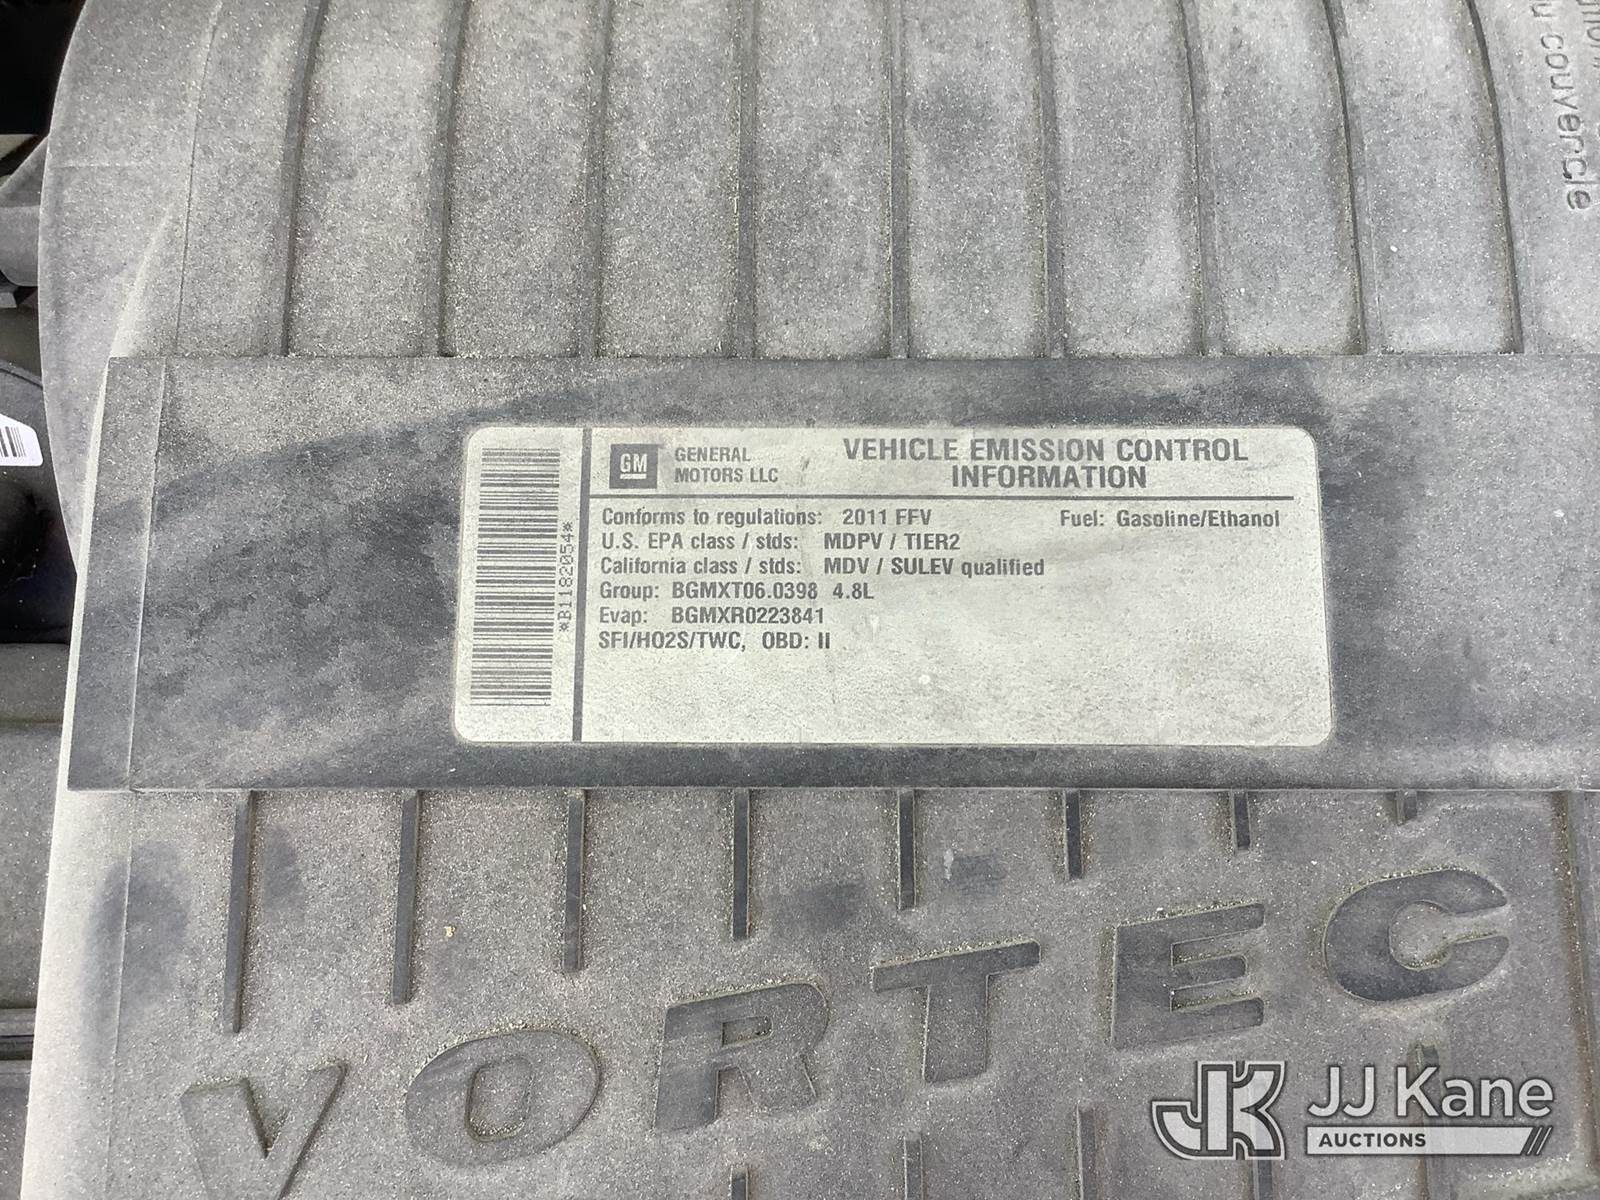 couvercle
GM GENERAL MOTORS LLC
VEHICLE EMISSION CONTROL
INFORMATION
Conforms to regulations: 2011 FFV Fuel: Gasoline/Ethanol
U.S. EPA class / stds: MDPV / TIER2
California class / stds: MDV / SULEV qualified
Group: BGMXT06.0398 4.8L
Evap: BGMXR0223841
SFI/HO2S/TWC, OBD: II
*B1182054*
VORTEC
JK JJ Kane
AUCTIONS